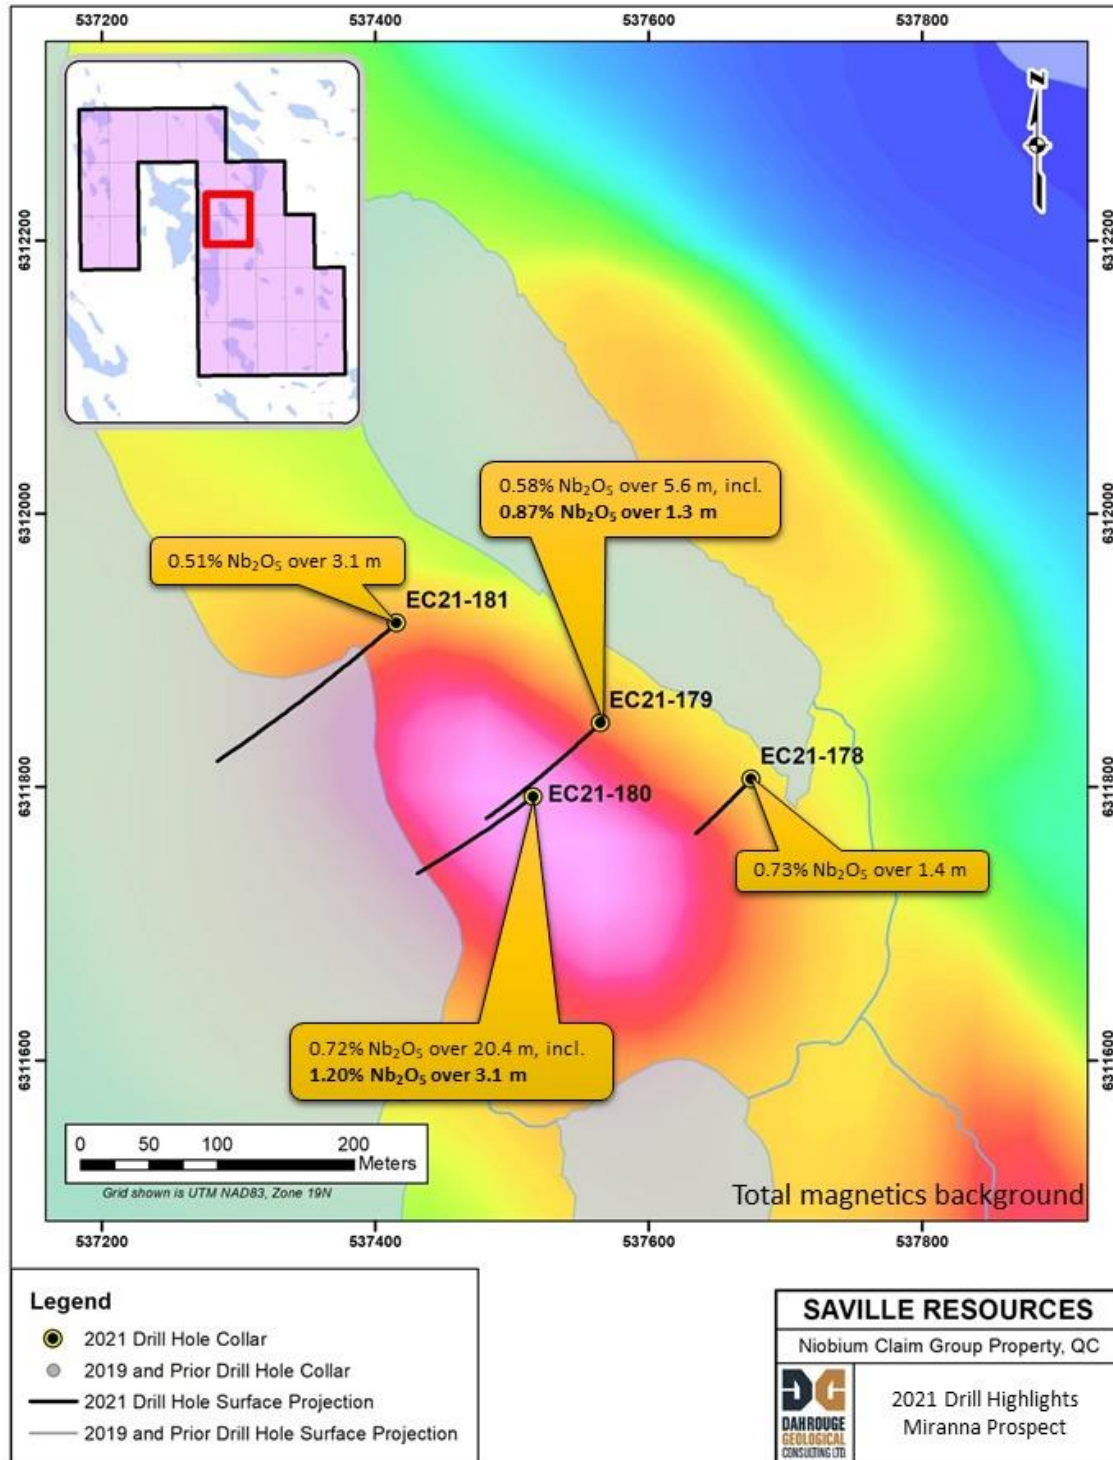 537200
537400
537600
537800
6312200
6312200
6312000
6312000
6311800
6311800
6311600
6311600
N
0.58% Nb₂O₅ over 5.6 m, incl.
0.87% Nb₂O₅ over 1.3 m
0.51% Nb₂O₅ over 3.1 m
EC21-181
EC21-179
EC21-178
EC21-180
0.73% Nb₂O₅ over 1.4 m
0.72% Nb₂O₅ over 20.4 m, incl.
1.20% Nb₂O₅ over 3.1 m
0 50 100 200
Meters
Grid shown is UTM NAD83, Zone 19N
Total magnetics background
537200
537400
537600
537800
Legend
2021 Drill Hole Collar
2019 and Prior Drill Hole Collar
2021 Drill Hole Surface Projection
2019 and Prior Drill Hole Surface Projection
SAVILLE RESOURCES
Niobium Claim Group Property, QC
DG
DAHROUGE
GEOLOGICAL
CONSULTING LTD.
2021 Drill Highlights
Miranna Prospect